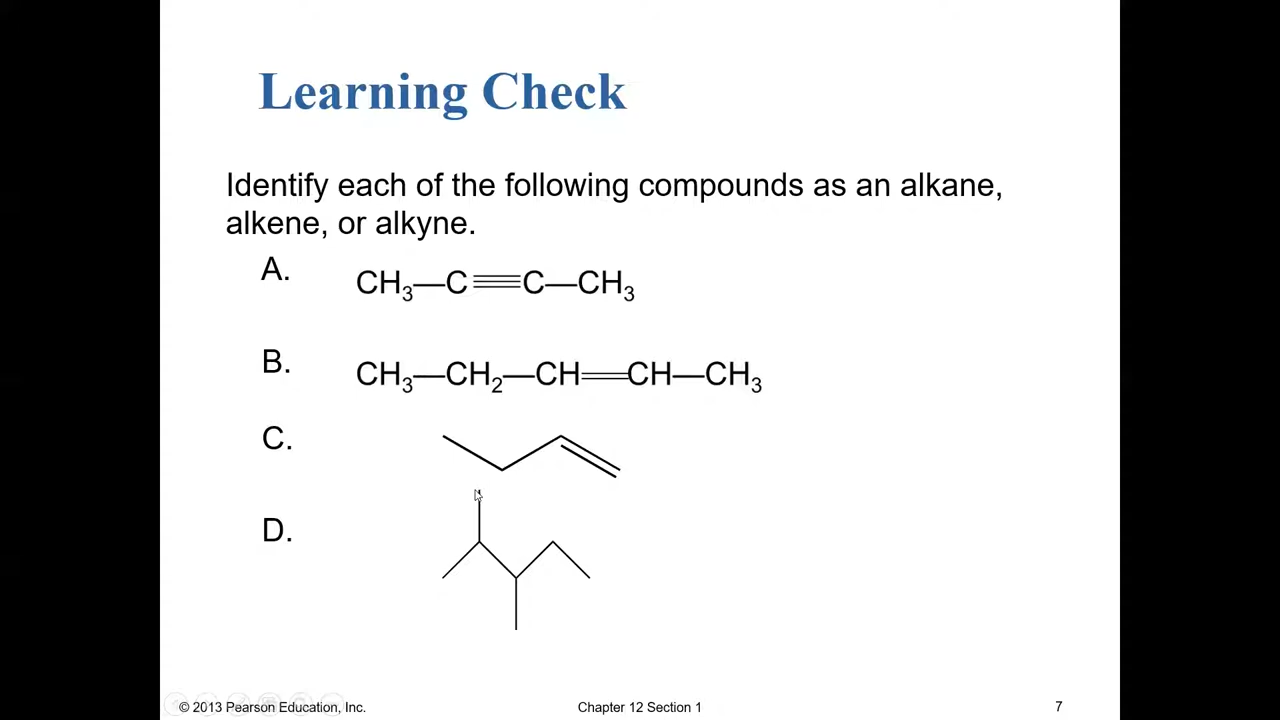 Learning Check
Identify each of the following compounds as an alkane,
alkene, or alkyne.
A. CH₃—C≡C—CH₃
B. CH₃—CH₂—CH=CH—CH₃
C.
D.
© 2013 Pearson Education, Inc. Chapter 12 Section 1 7